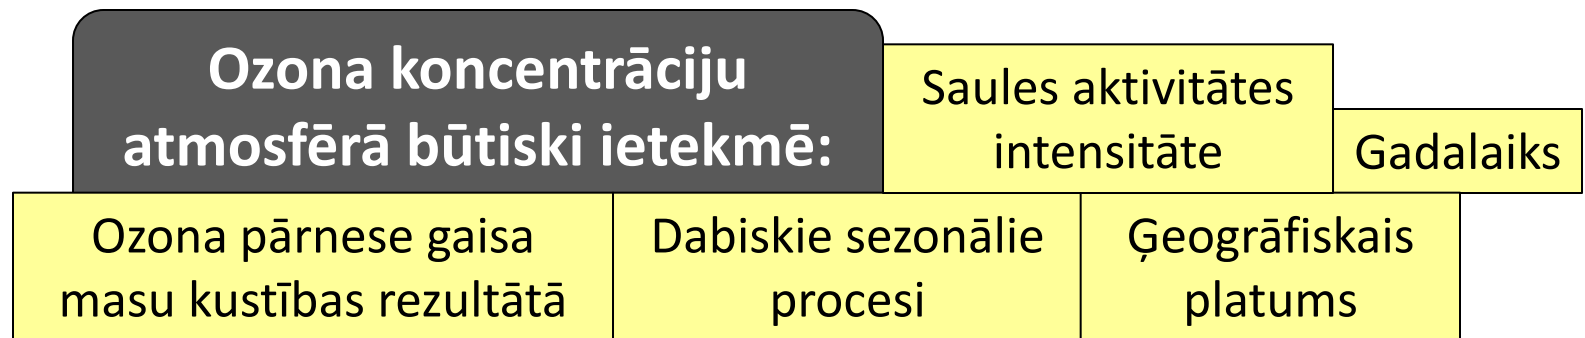 Ozona koncentrāciju
atmosfērā būtiski ietekmē:
Saules aktivitātes
intensitāte
Gadalaiks
Ozona pārnese gaisa
masu kustības rezultātā
Dabiskie sezonālie
procesi
Ģeogrāfiskais
platums